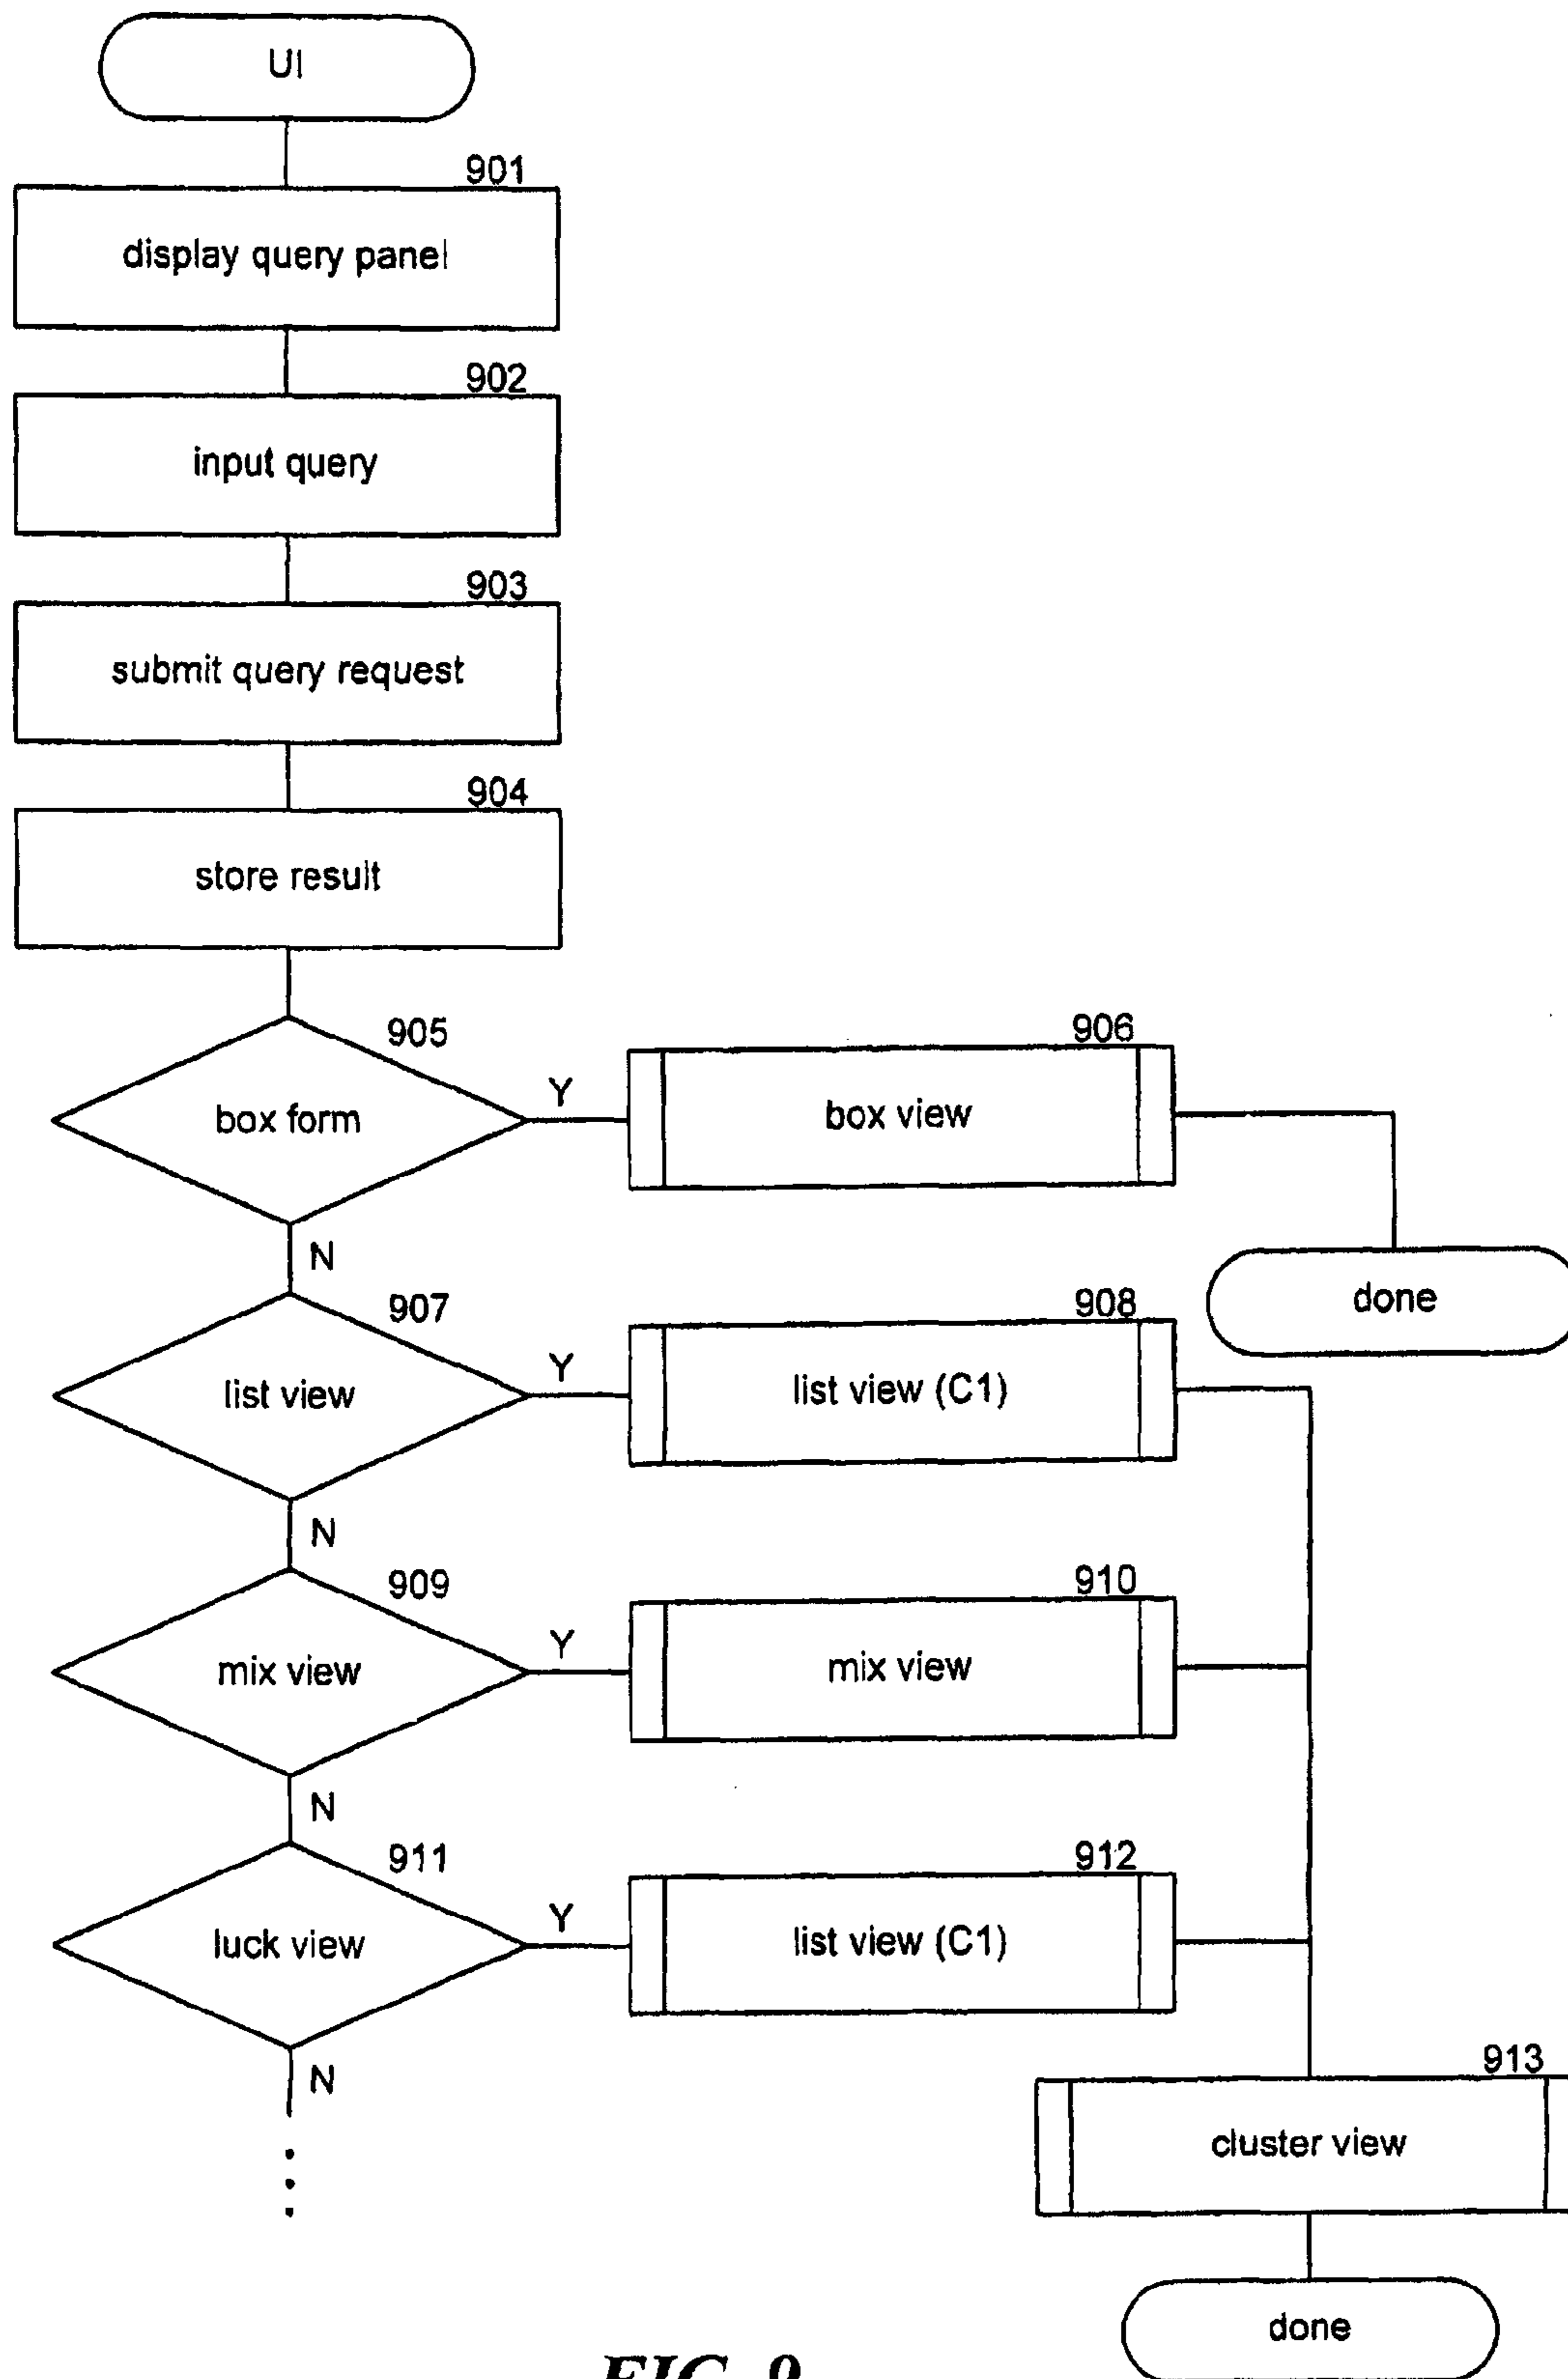 UI
901
display query panel
902
input query
903
submit query request
904
store result
905
box form
Y
906
box view
done
N
907
list view
Y
908
list view (C1)
N
909
mix view
Y
910
mix view
N
911
luck view
Y
912
list view (C1)
N
913
cluster view
done
FIG. 9